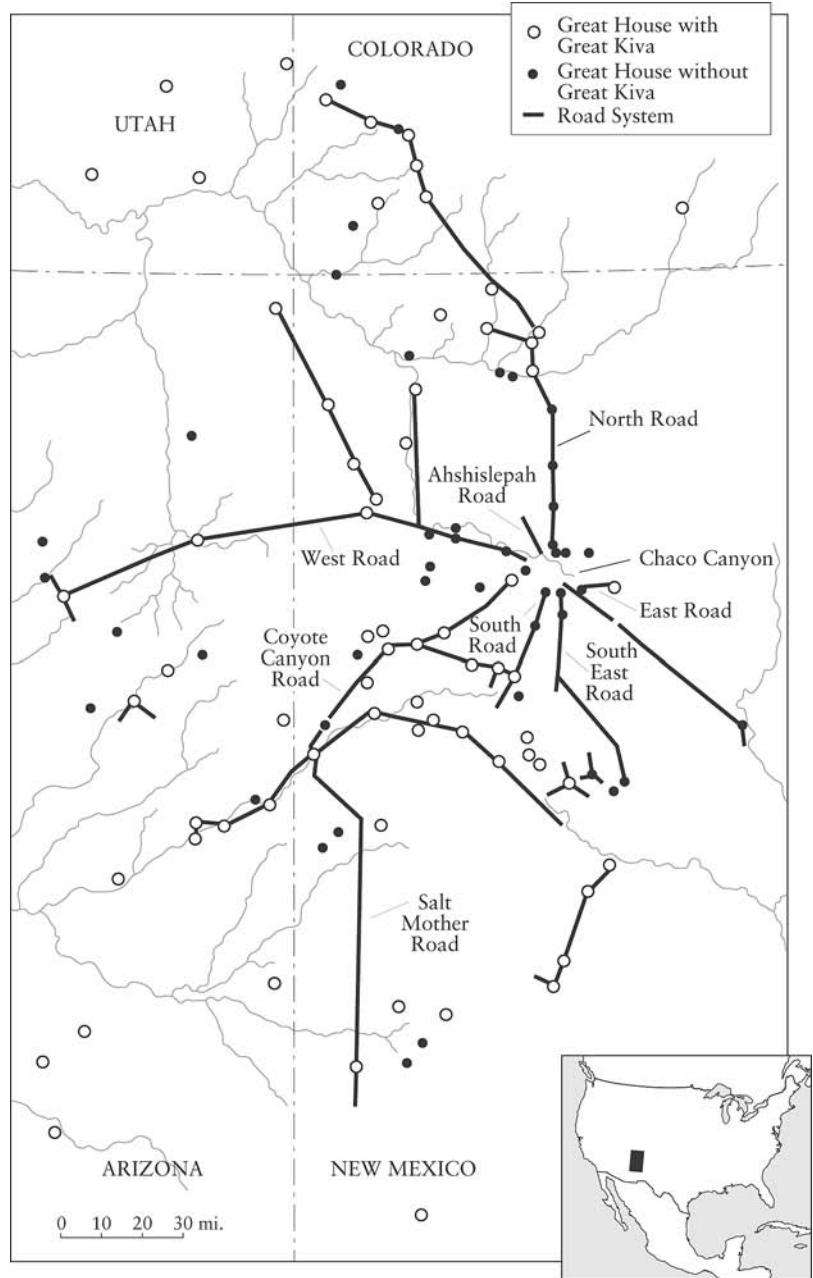 COLORADO
Great House with
Great Kiva
Great House without
Great Kiva
Road System
UTAH
North Road
Ahshislepah
Road
Chaco Canyon
West Road
East Road
South
Road
Coyote
Canyon
Road
South
East
Road
Salt
Mother
Road
ARIZONA
NEW MEXICO
0 10 20 30 mi.